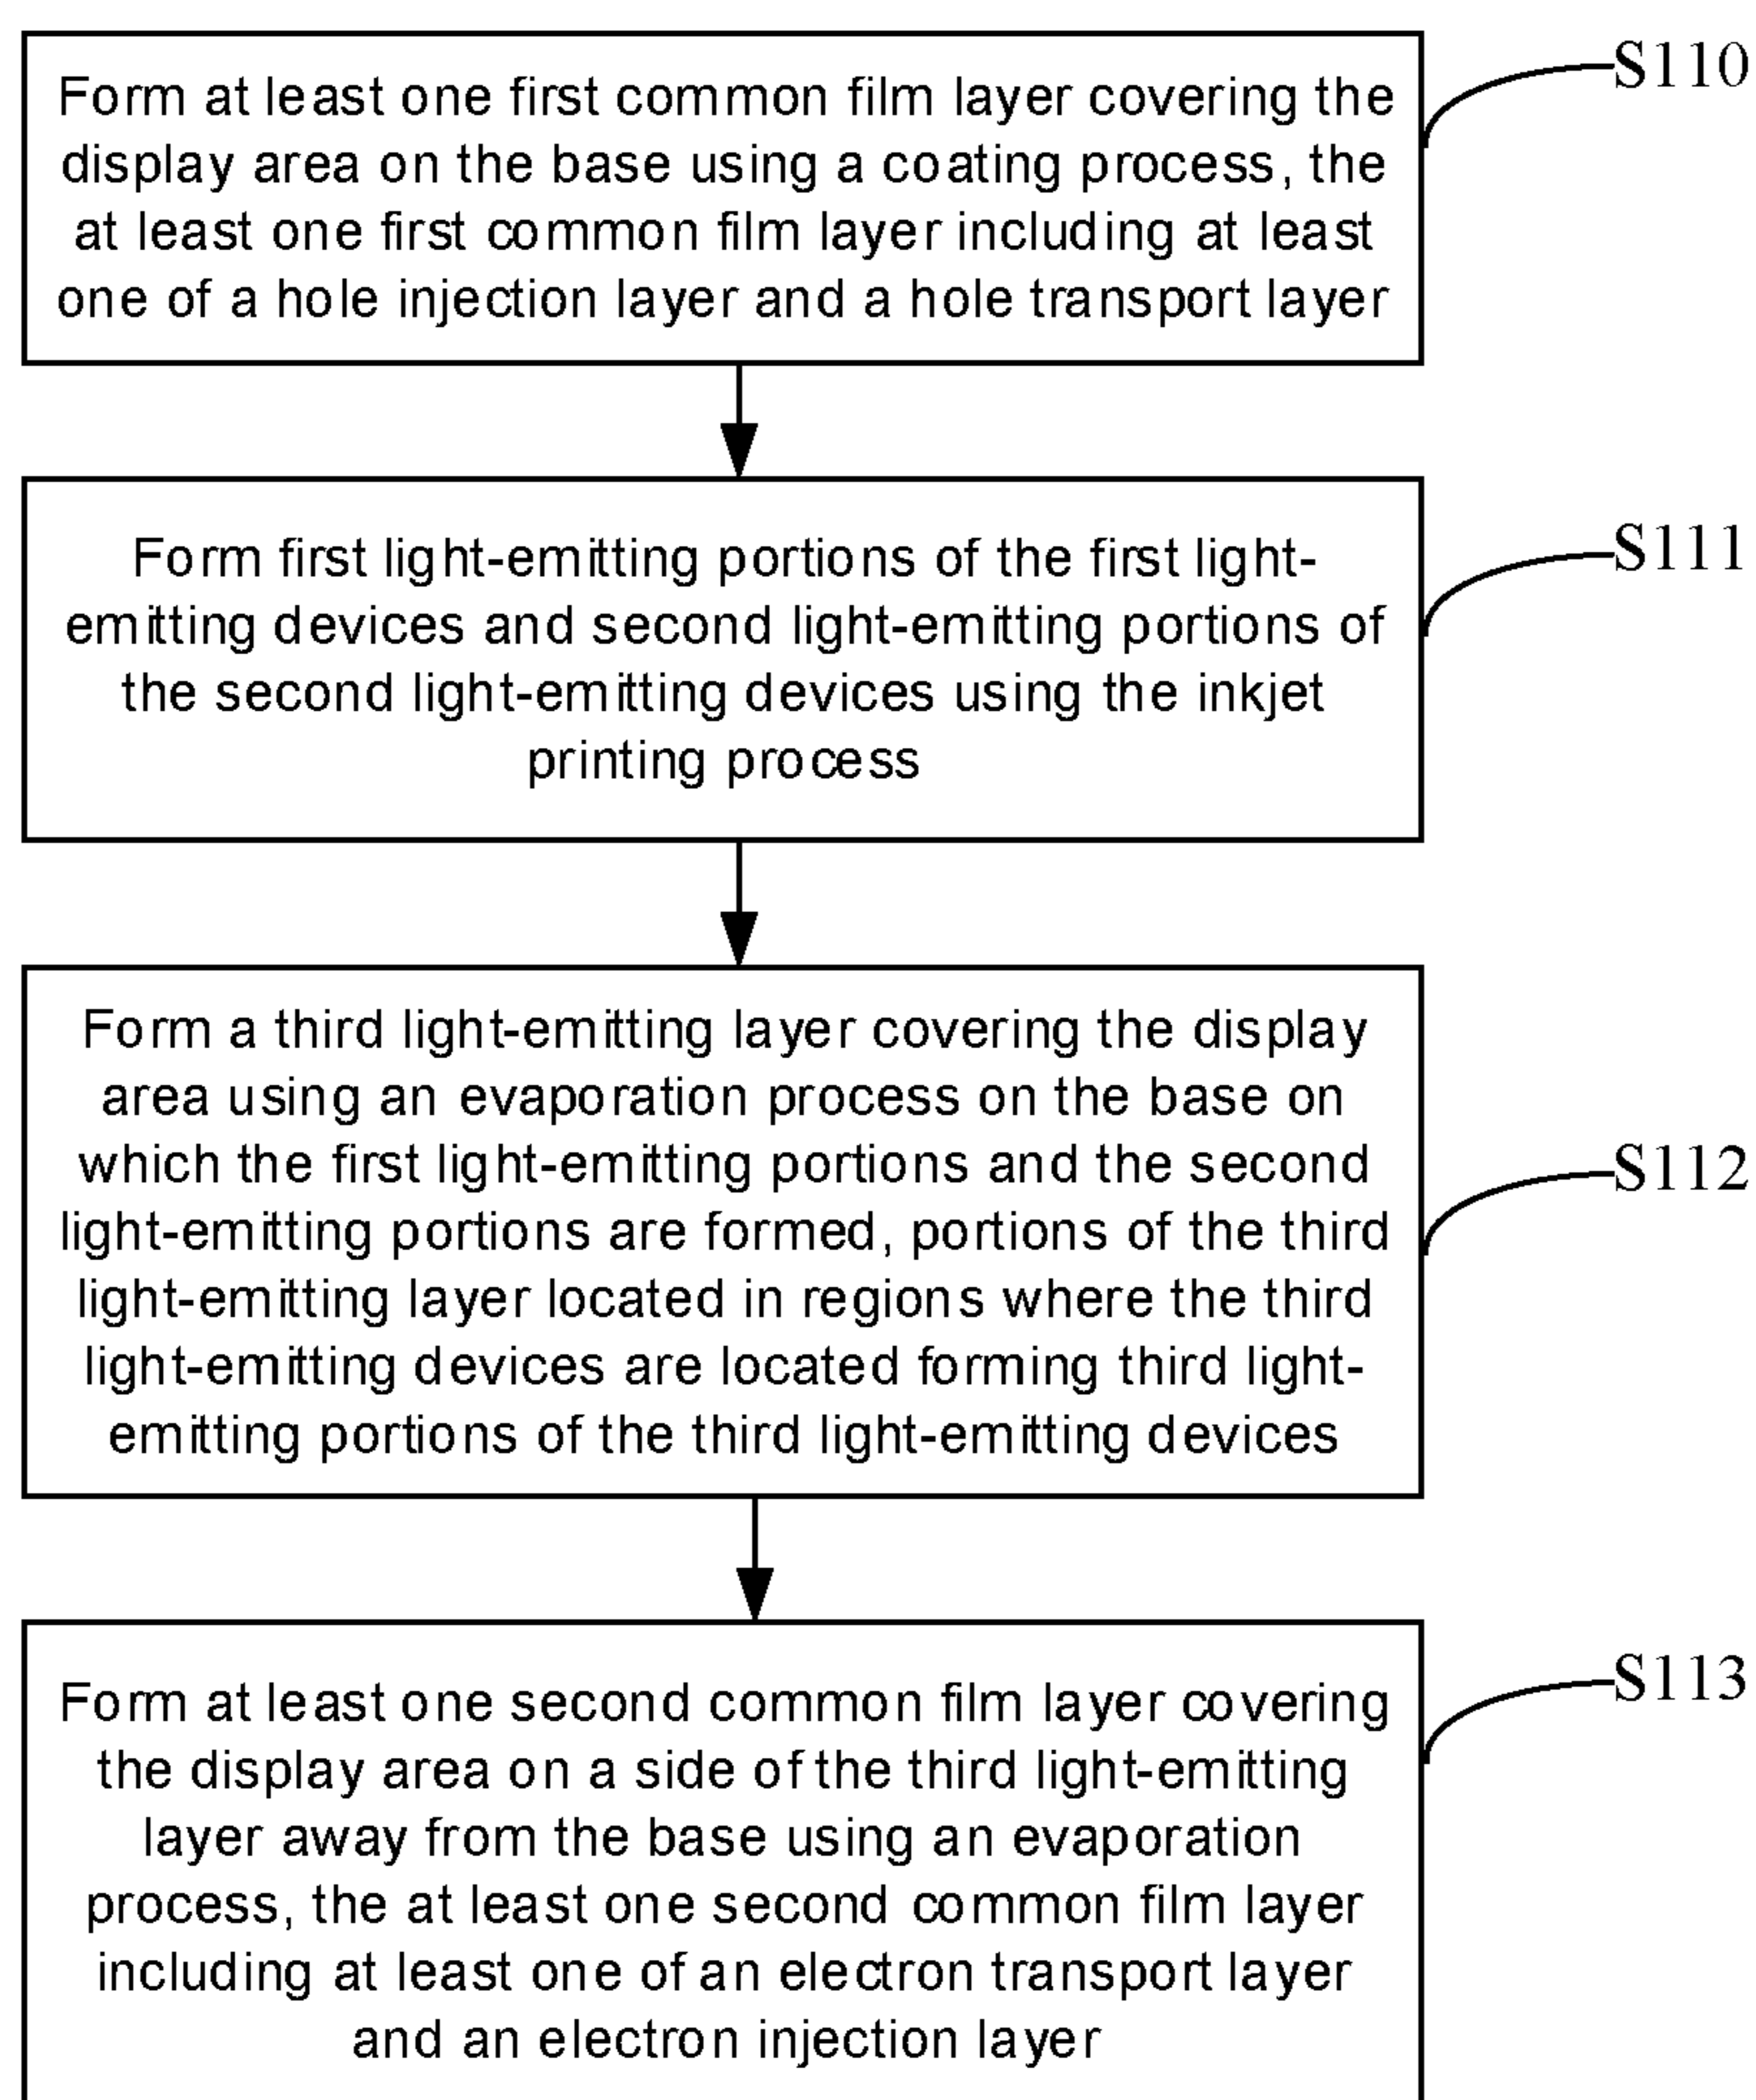 Form at least one first common film layer covering the
display area on the base using a coating process, the
at least one first common film layer including at least
one of a hole injection layer and a hole transport layer
S110
Form first light-emitting portions of the first light-
emitting devices and second light-emitting portions of
the second light-emitting devices using the inkjet
printing process
S111
Form a third light-emitting layer covering the display
area using an evaporation process on the base on
which the first light-emitting portions and the second
light-emitting portions are formed, portions of the third
light-emitting layer located in regions where the third
light-emitting devices are located forming third light-
emitting portions of the third light-emitting devices
S112
Form at least one second common film layer covering
the display area on a side of the third light-emitting
layer away from the base using an evaporation
process, the at least one second common film layer
including at least one of an electron transport layer
and an electron injection layer
S113